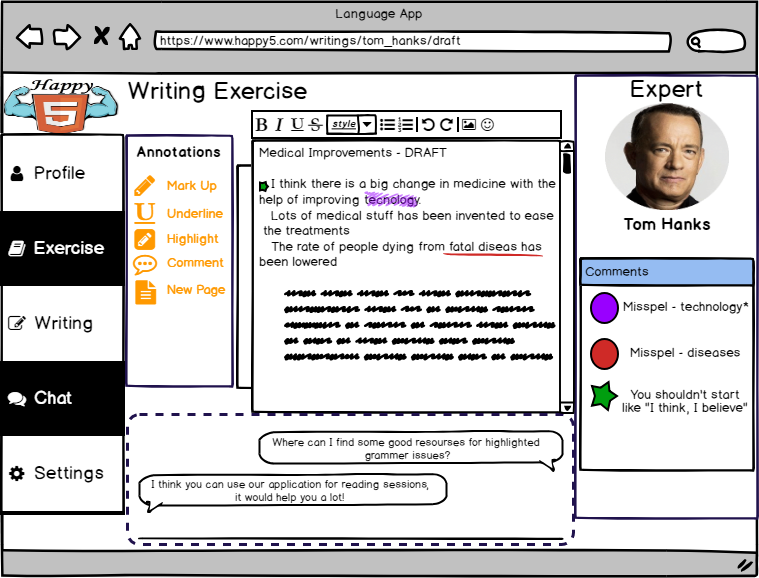 Language App
https://www.happy5.com/writings/tom_hanks/draft
Happy
5
Writing Exercise
Profile
Exercise
Writing
Chat
Settings
Annotations
Mark Up
Underline
Highlight
Comment
New Page
B I U S style
Medical Improvements - DRAFT
I think there is a big change in medicine with the
help of improving tecnology.
Lots of medical stuff has been invented to ease
the treatments
The rate of people dying from fatal diseas has
been lowered
Where can I find some good resourses for highlighted
grammer issues?
I think you can use our application for reading sessions,
it would help you a lot!
Expert
Tom Hanks
Comments
Misspel - technology*
Misspel - diseases
You shouldn't start
like "I think, I believe"